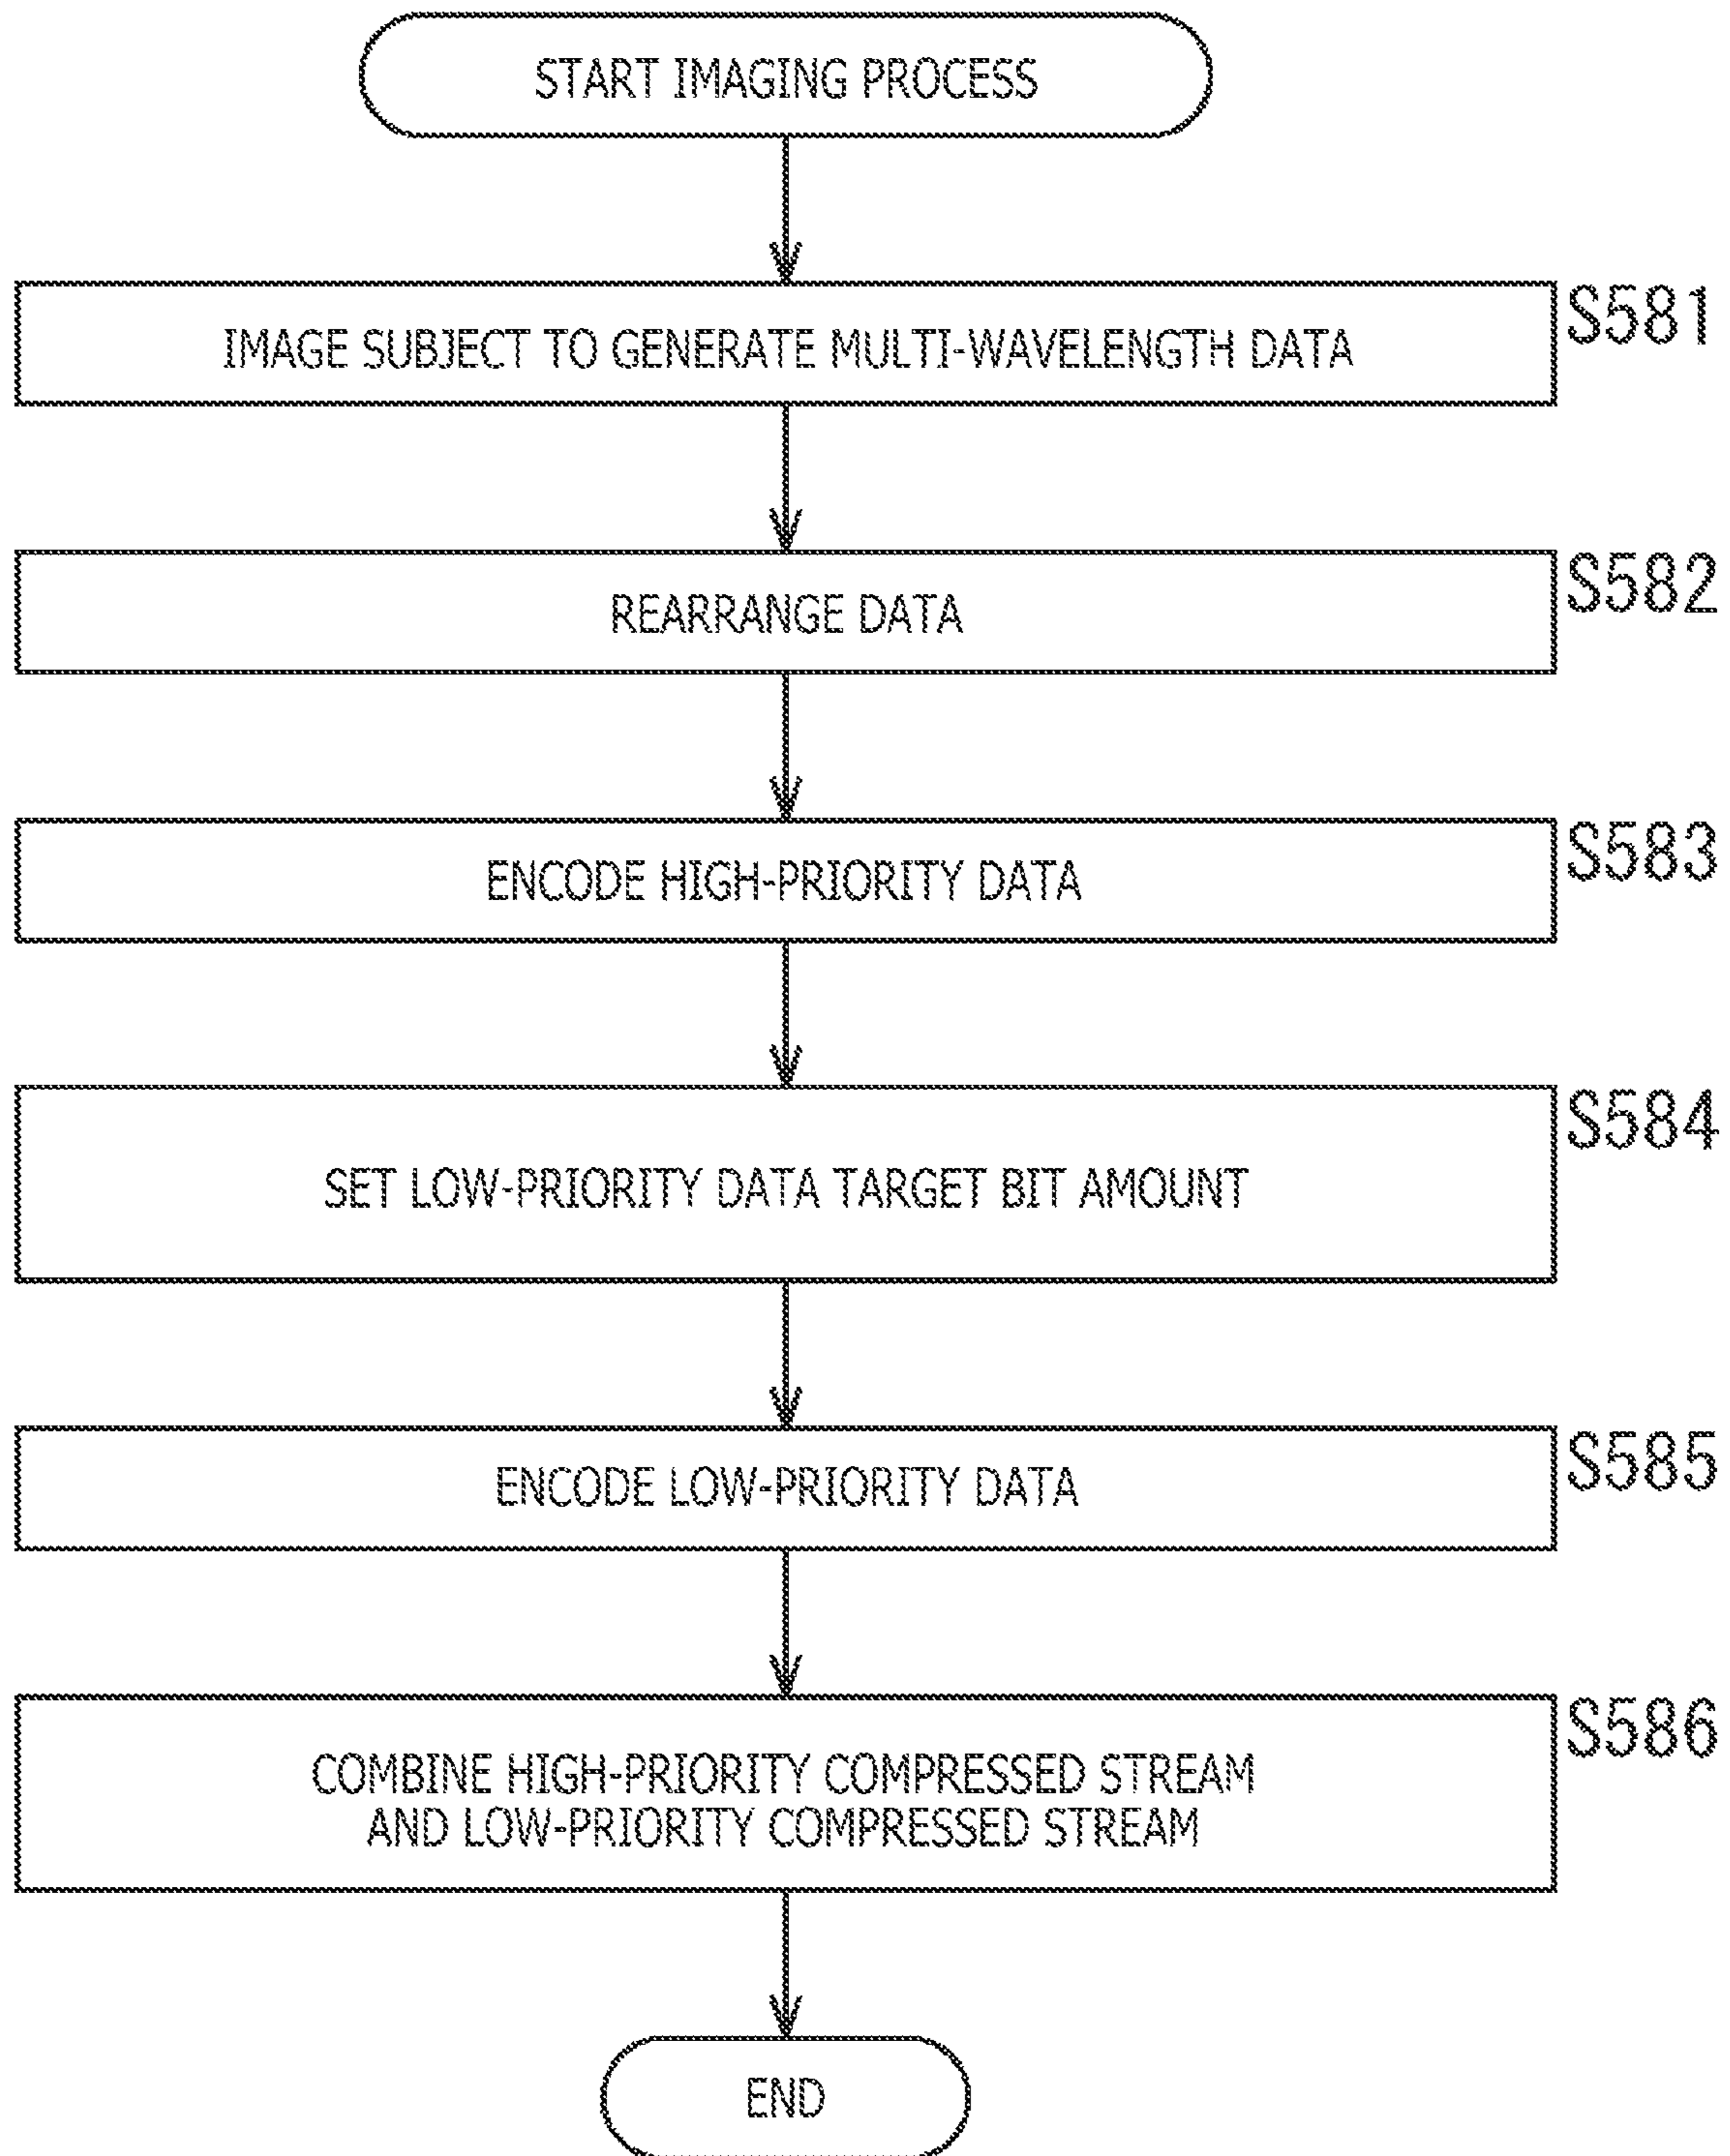 START IMAGING PROCESS
IMAGE SUBJECT TO GENERATE MULTI-WAVELENGTH DATA
S581
REARRANGE DATA
S582
ENCODE HIGH-PRIORITY DATA
S583
SET LOW-PRIORITY DATA TARGET BIT AMOUNT
S584
ENCODE LOW-PRIORITY DATA
S585
COMBINE HIGH-PRIORITY COMPRESSED STREAM
AND LOW-PRIORITY COMPRESSED STREAM
S586
END